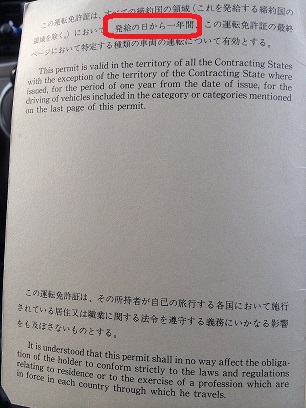 この運転免許証は、すべての締約国の領域（これを発給する締約国の
領域を除く。）において、発給の日から一年間、この運転免許証の最終
ページにおいて特定する種類の車両の運転について有効とする。
This permit is valid in the territory of all the Contracting States
with the exception of the territory of the Contracting State where
issued, for the period of one year from the date of issue, for the
driving of vehicles included in the category or categories mentioned
on the last page of this permit.
この運転免許証は、その所持者が自己の旅行する各国において施行
されている居住又は職業に関する法令を遵守する義務にいかなる影響
をも及ぼさないものとする。
It is understood that this permit shall in no way affect the obliga-
tion of the holder to conform strictly to the laws and regulations
relating to residence or to the exercise of a profession which are
in force in each country through which he travels.